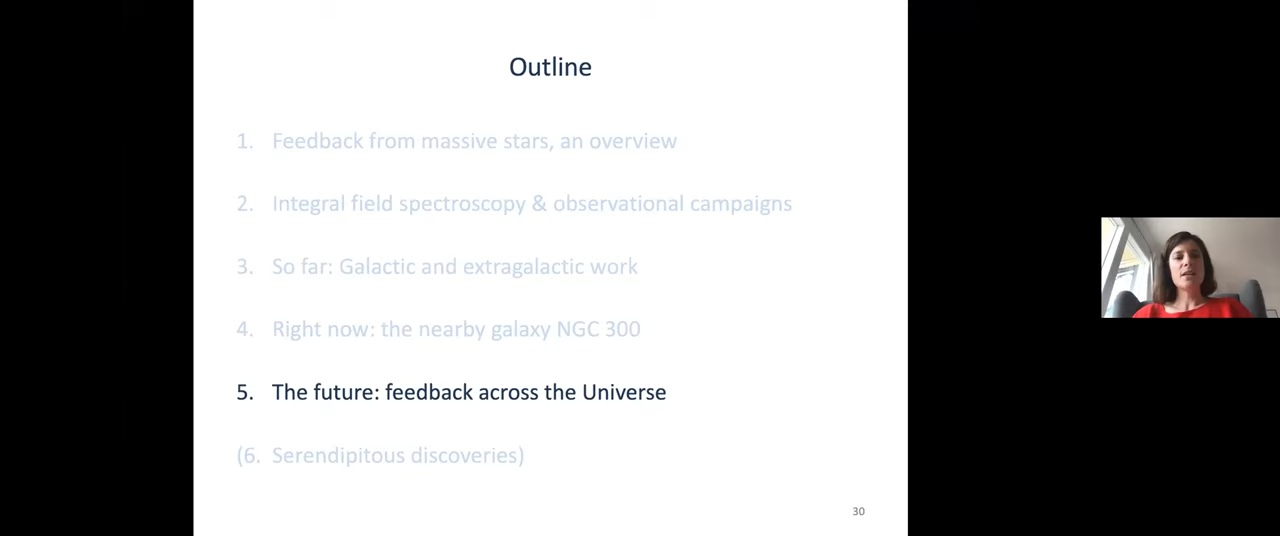 Outline
1. Feedback from massive stars, an overview
2. Integral field spectroscopy & observational campaigns
3. So far: Galactic and extragalactic work
4. Right now: the nearby galaxy NGC 300
5. The future: feedback across the Universe
(6. Serendipitous discoveries)
30